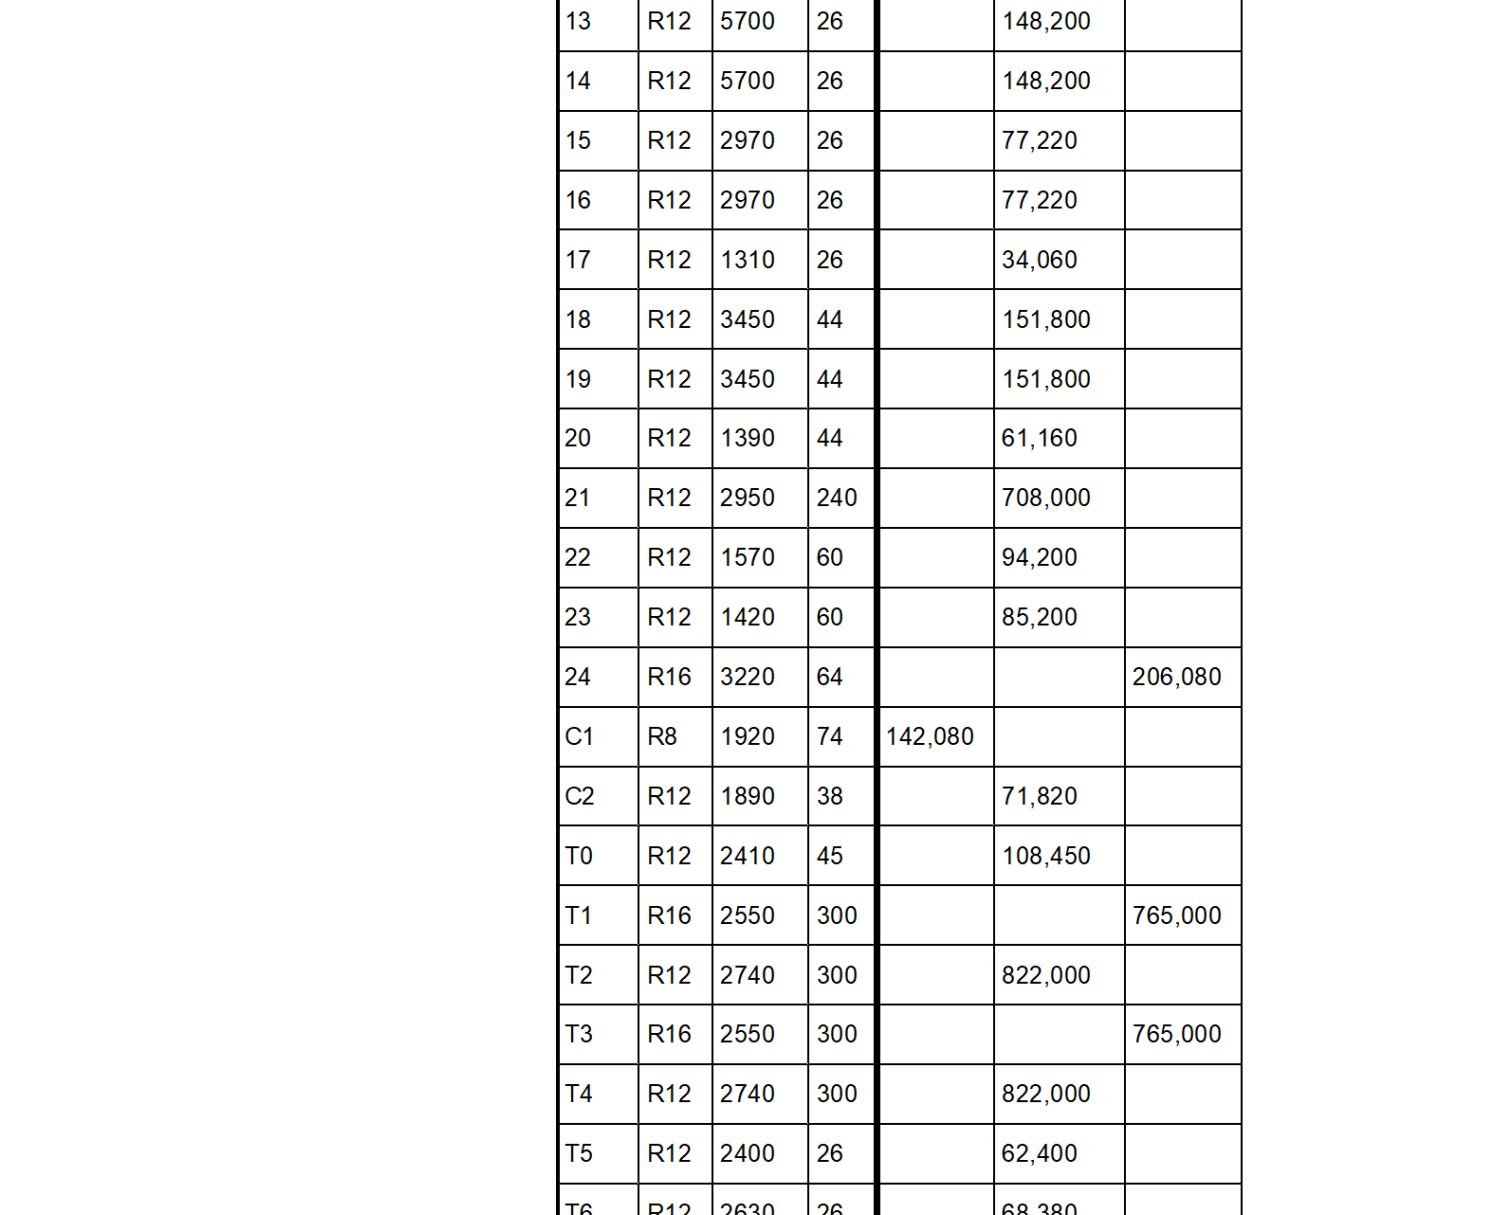 13 R12 5700 26 148,200
14 R12 5700 26 148,200
15 R12 2970 26 77,220
16 R12 2970 26 77,220
17 R12 1310 26 34,060
18 R12 3450 44 151,800
19 R12 3450 44 151,800
20 R12 1390 44 61,160
21 R12 2950 240 708,000
22 R12 1570 60 94,200
23 R12 1420 60 85,200
24 R16 3220 64 206,080
C1 R8 1920 74 142,080
C2 R12 1890 38 71,820
T0 R12 2410 45 108,450
T1 R16 2550 300 765,000
T2 R12 2740 300 822,000
T3 R16 2550 300 765,000
T4 R12 2740 300 822,000
T5 R12 2400 26 62,400
T6 R12 2630 26 68,380